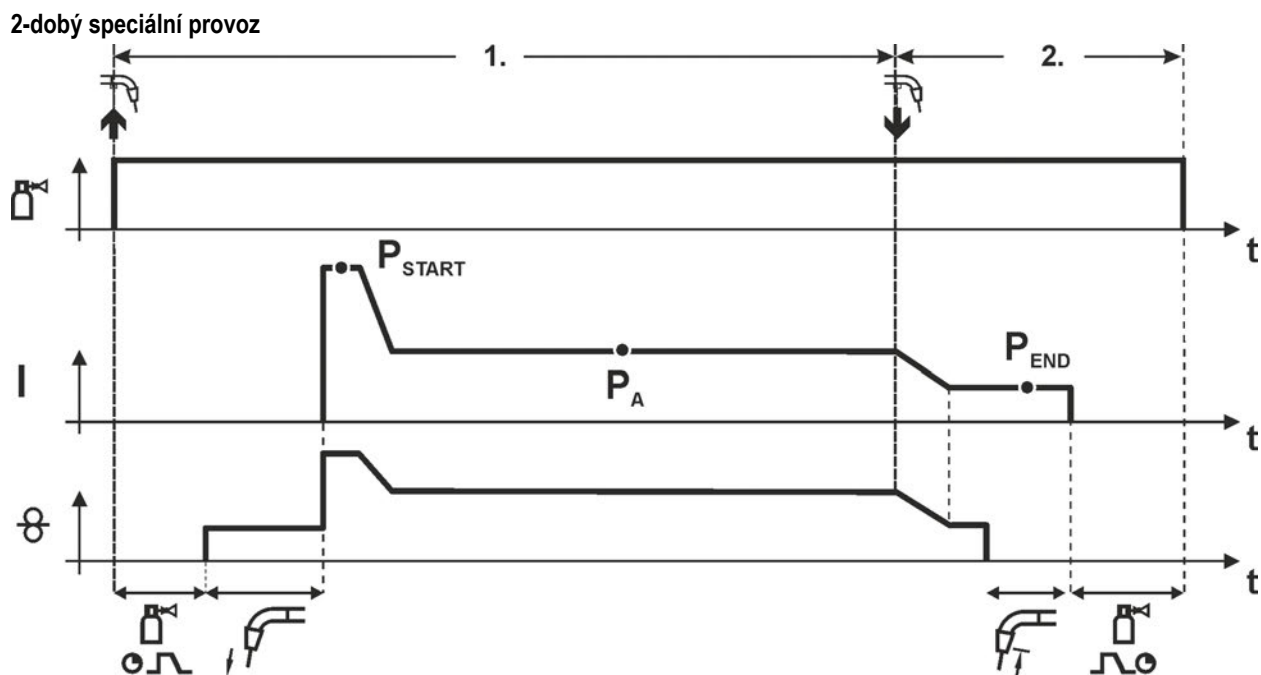 2-dobý speciální provoz
1. 2.
t
P START
P A
P END
I
t
t